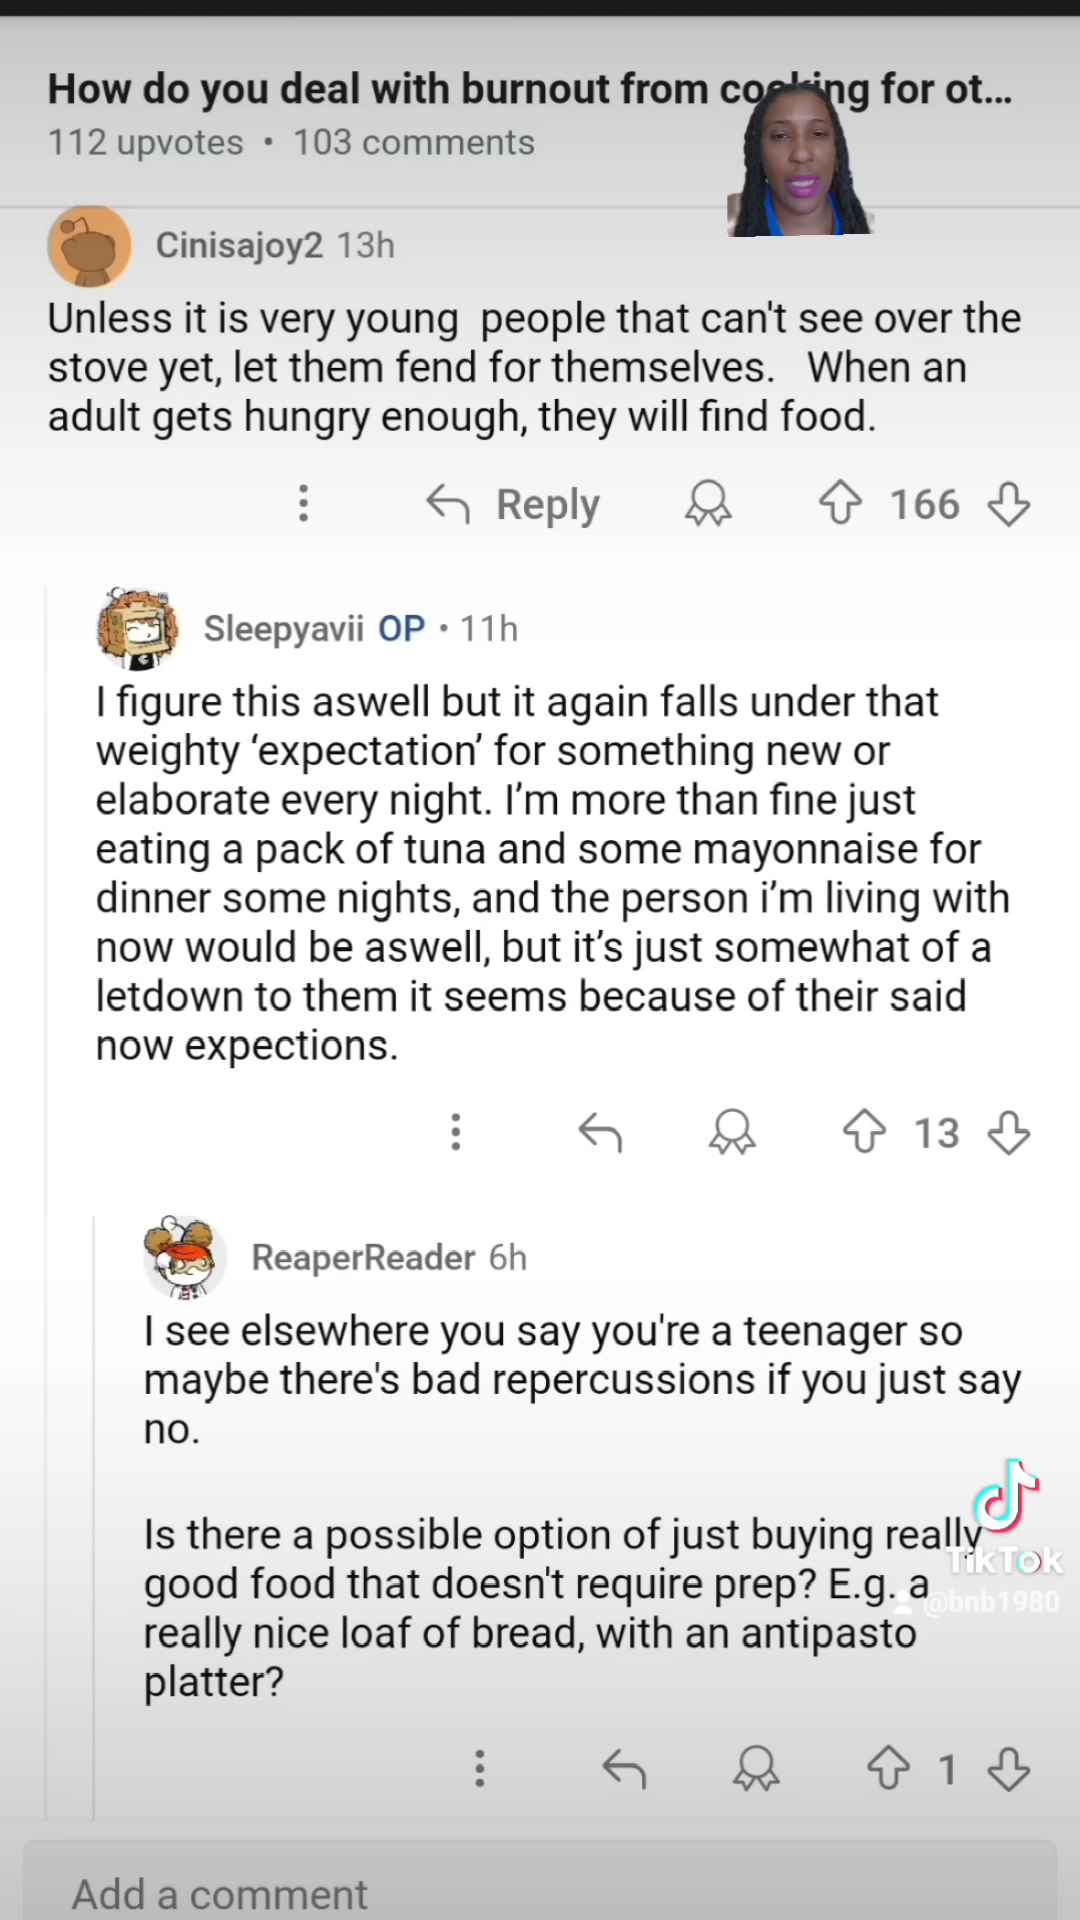 How do you deal with burnout from cooking for ot...
112 upvotes • 103 comments
Cinisajoy2 13h
Unless it is very young people that can't see over the
stove yet, let them fend for themselves. When an
adult gets hungry enough, they will find food.
Reply 166
Sleepyavii OP • 11h
I figure this aswell but it again falls under that
weighty ‘expectation’ for something new or
elaborate every night. I’m more than fine just
eating a pack of tuna and some mayonnaise for
dinner some nights, and the person i’m living with
now would be aswell, but it’s just somewhat of a
letdown to them it seems because of their said
now expections.
13
ReaperReader 6h
I see elsewhere you say you're a teenager so
maybe there's bad repercussions if you just say
no.
Is there a possible option of just buying really
good food that doesn't require prep? E.g. a
really nice loaf of bread, with an antipasto
platter?
TikTok
@bnb1980
1
Add a comment